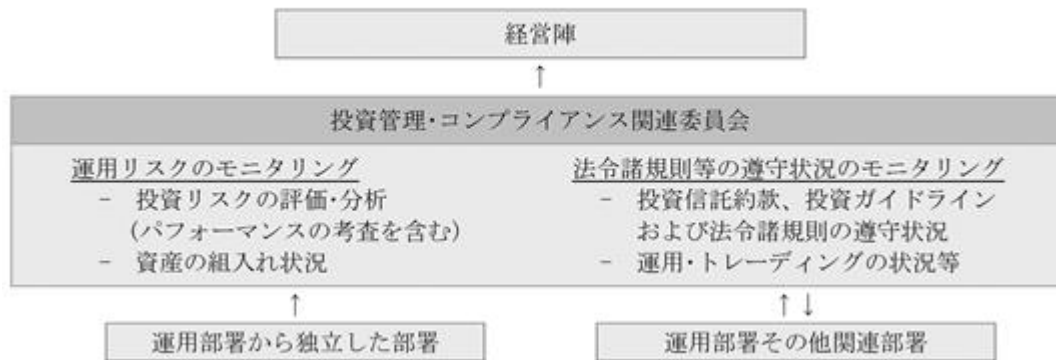 経営陣
↑
投資管理･コンプライアンス関連委員会
運用リスクのモニタリング
− 投資リスクの評価･分析
(パフォーマンスの考査を含む)
− 資産の組入れ状況
法令諸規則等の遵守状況のモニタリング
− 投資信託約款、投資ガイドライン
および法令諸規則の遵守状況
− 運用･トレーディングの状況等
↑
↑ ↓
運用部署から独立した部署
運用部署その他関連部署